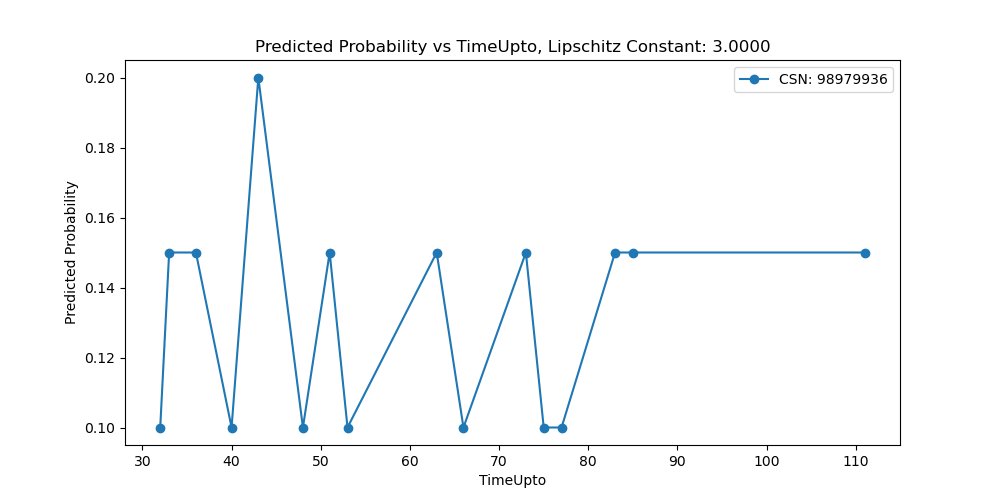 Predicted Probability vs TimeUpto, Lipschitz Constant: 3.0000
CSN: 98979936
Predicted Probability
0.20
0.18
0.16
0.14
0.12
0.10
30 40 50 60 70 80 90 100 110
TimeUpto